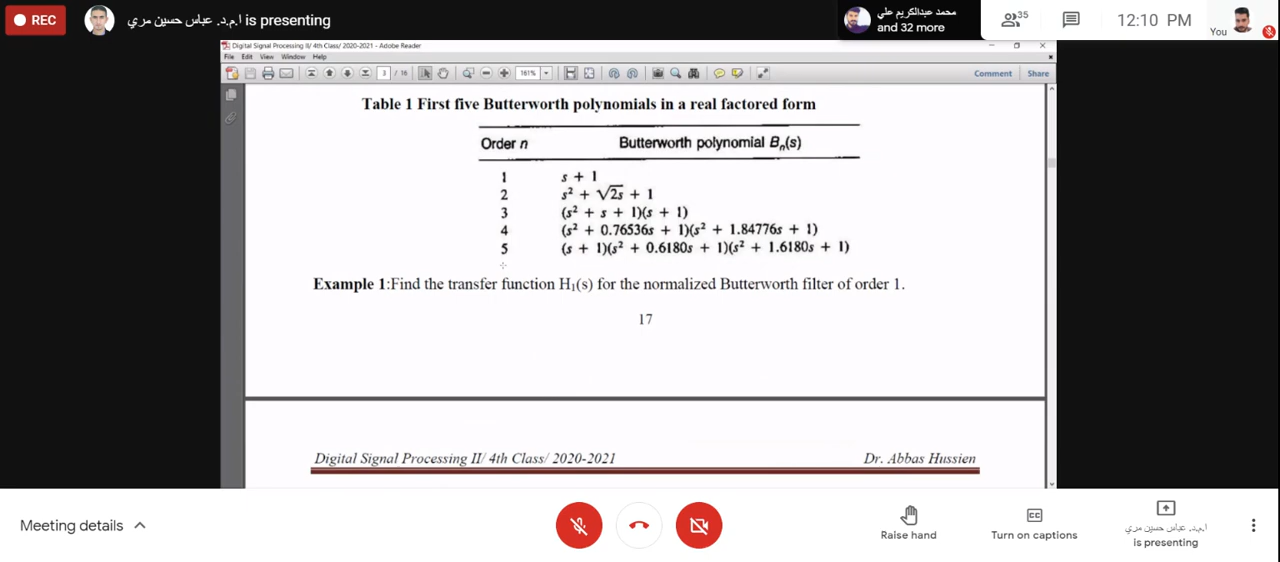 REC
ا.م.د. عباس حسين مري is presenting
محمد عبدالكريم علي
and 32 more
35
12:10 PM
You
Digital Signal Processing II/ 4th Class/ 2020-2021 - Adobe Reader
File Edit View Window Help
3 / 16
161%
Comment Share
Table 1 First five Butterworth polynomials in a real factored form
Order n Butterworth polynomial Bₙ(s)
1 s + 1
2 s² + √2s + 1
3 (s² + s + 1)(s + 1)
4 (s² + 0.76536s + 1)(s² + 1.84776s + 1)
5 (s + 1)(s² + 0.6180s + 1)(s² + 1.6180s + 1)
Example 1:Find the transfer function H₁(s) for the normalized Butterworth filter of order 1.
17
Digital Signal Processing II/ 4th Class/ 2020-2021 Dr. Abbas Hussien
Meeting details
Raise hand
CC
Turn on captions
ا.م.د. عباس حسين مري
is presenting